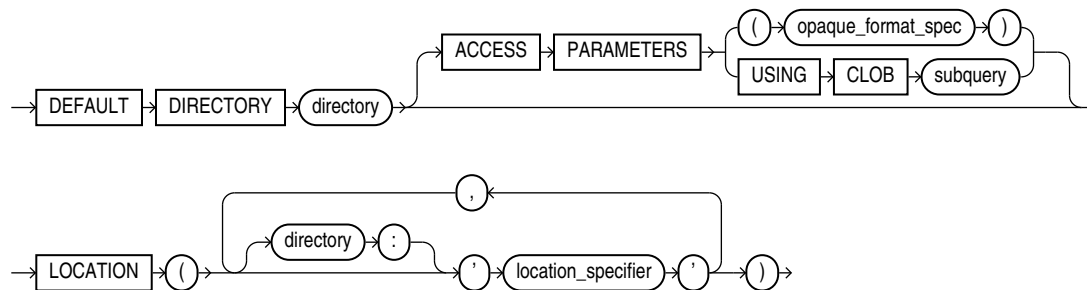 ( opaque_format_spec )
ACCESS PARAMETERS
USING CLOB subquery
DEFAULT DIRECTORY directory
,
directory :
LOCATION ( ' location_specifier ' )